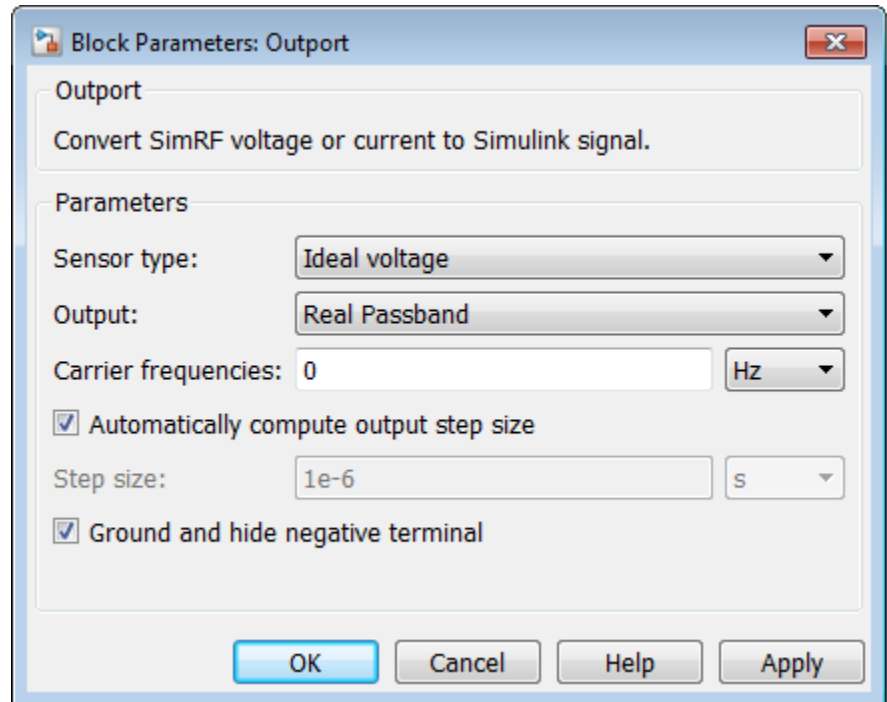 Block Parameters: Outport
Outport
Convert SimRF voltage or current to Simulink signal.
Parameters
Sensor type: Ideal voltage
Output: Real Passband
Carrier frequencies: 0 Hz
Automatically compute output step size
Step size: 1e-6 s
Ground and hide negative terminal
OK Cancel Help Apply